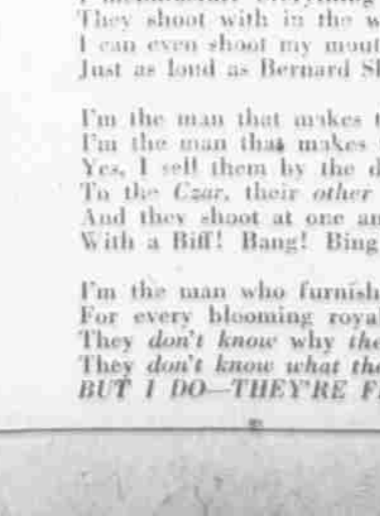 They shoot with in the w
I can even shoot my mout
Just as loud as Bernard Sh
I'm the man that makes t
I'm the man that makes
Yes, I sell them by the d
To the Czar, their other
And they shoot at one an
With a Biff! Bang! Bing
I'm the man who furnish
For every blooming royal
They don't know why the
They don't know what the
BUT I DO—THEY'RE F